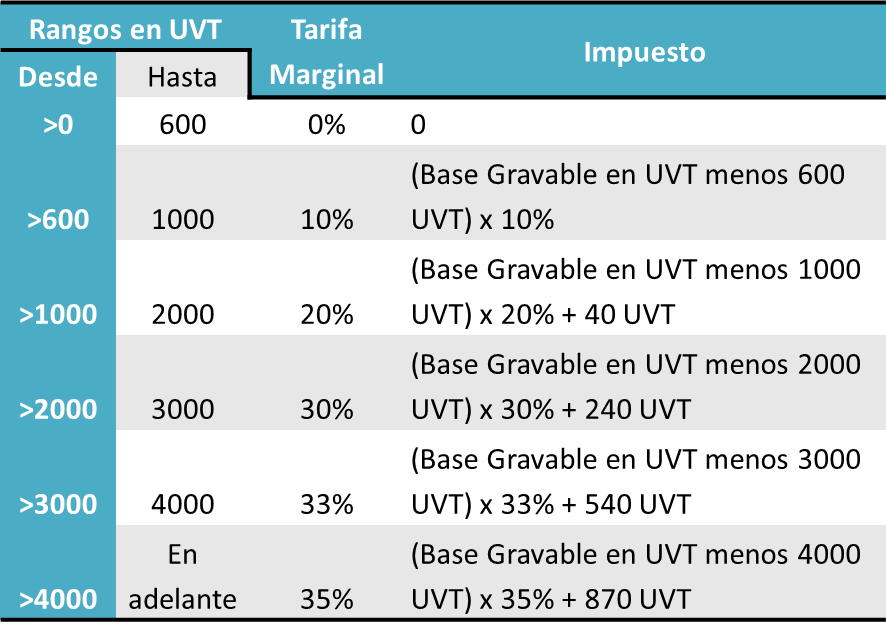 Rangos en UVT Tarifa Marginal Impuesto
Desde Hasta
>0 600 0% 0
(Base Gravable en UVT menos 600
>600 1000 10% UVT) x 10%
(Base Gravable en UVT menos 1000
>1000 2000 20% UVT) x 20% + 40 UVT
(Base Gravable en UVT menos 2000
>2000 3000 30% UVT) x 30% + 240 UVT
(Base Gravable en UVT menos 3000
>3000 4000 33% UVT) x 33% + 540 UVT
En (Base Gravable en UVT menos 4000
>4000 adelante 35% UVT) x 35% + 870 UVT